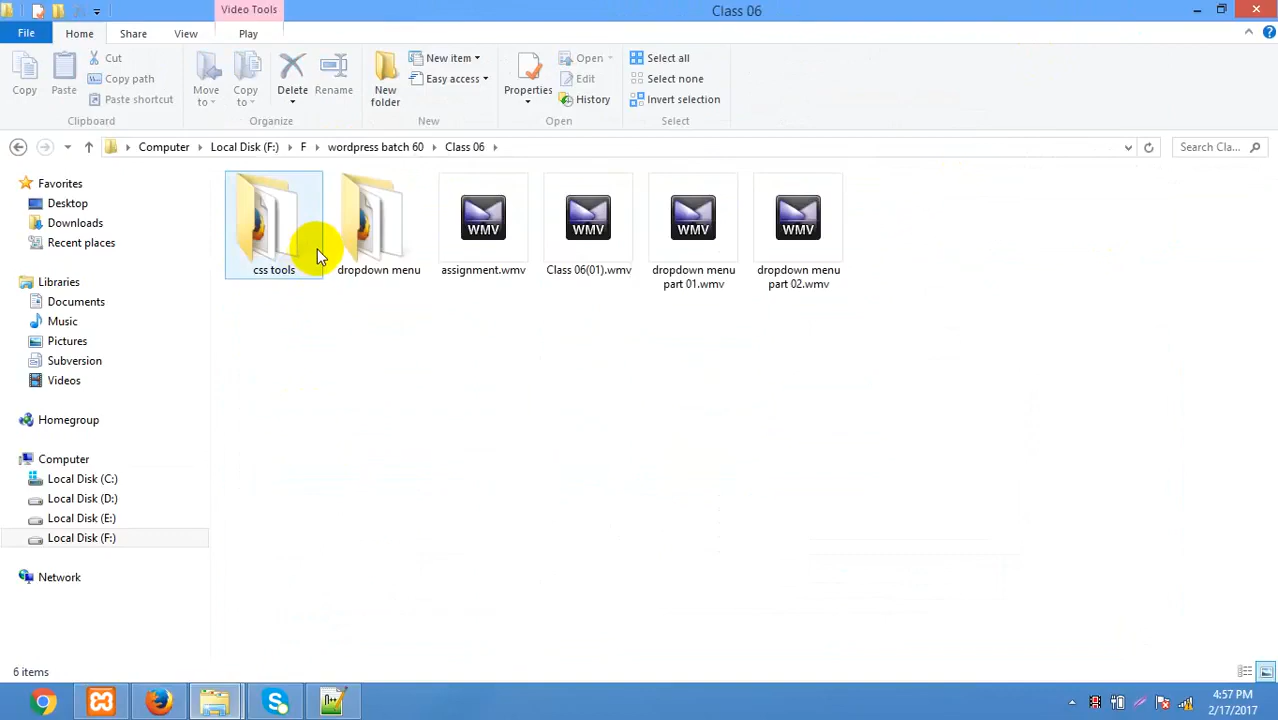 Video Tools
Class 06
File
Home
Share
View
Play
Copy
Paste
Cut
Copy path
Paste shortcut
Clipboard
Move to
Copy to
Delete
Rename
Organize
New folder
New item
Easy access
New
Properties
Open
Edit
History
Open
Select all
Select none
Invert selection
Select
Computer
Local Disk (F:)
F
wordpress batch 60
Class 06
Search Cla...
Favorites
Desktop
Downloads
Recent places
Libraries
Documents
Music
Pictures
Subversion
Videos
Homegroup
Computer
Local Disk (C:)
Local Disk (D:)
Local Disk (E:)
Local Disk (F:)
Network
WMV
WMV
WMV
WMV
css tools
dropdown menu
assignment.wmv
Class 06(01).wmv
dropdown menu
part 01.wmv
dropdown menu
part 02.wmv
6 items
4:57 PM
2/17/2017